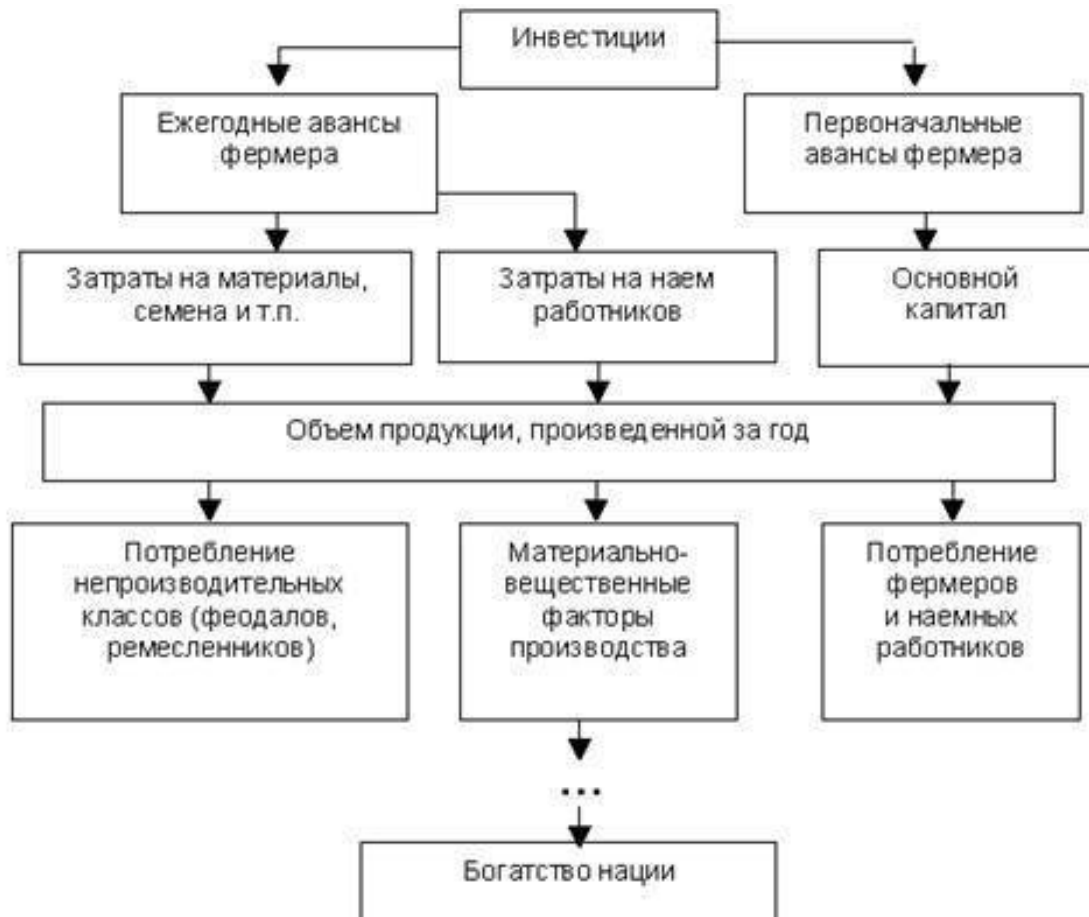 Инвестиции
Ежегодные авансы
фермера
Первоначальные
авансы фермера
Затраты на материалы,
семена и т.п.
Затраты на наем
работников
Основной
капитал
Объем продукции, произведенной за год
Потребление
непроизводительных
классов (феодалов,
ремесленников)
Материально-
вещественные
факторы
производства
Потребление
фермеров
и наемных
работников
...
Богатство нации